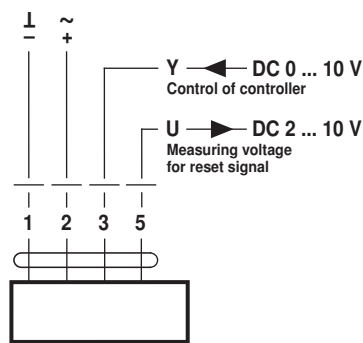 ⊥ ~
– +
Y DC 0 ... 10 V
Control of controller
U DC 2 ... 10 V
Measuring voltage
for reset signal
1 2 3 5